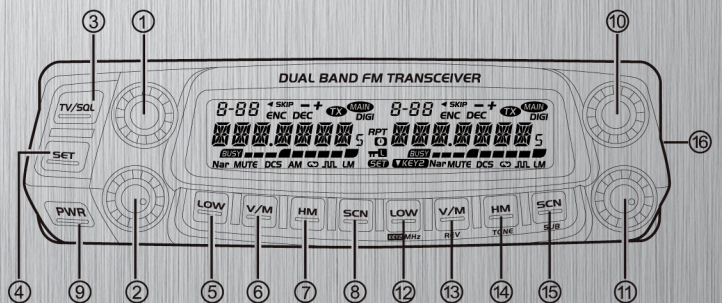 ③ ① ⑩
DUAL BAND FM TRANSCEIVER
TV/SQL
8-88 ◄ SKIP − + TX MAIN
ENC DEC DIGI
8-88 ◄ SKIP − + TX MAIN
ENC DEC DIGI
RPT
5
5
BUSY
BUSY
Nar MUTE DCS AM LM
SET ▼KEY2 Nar MUTE DCS LM
⑯
SET
PWR
LOW V/M HM SCN LOW V/M HM SCN
MHz REV TONE SUB
④ ⑨ ② ⑤ ⑥ ⑦ ⑧ ⑫ ⑬ ⑭ ⑮ ⑪